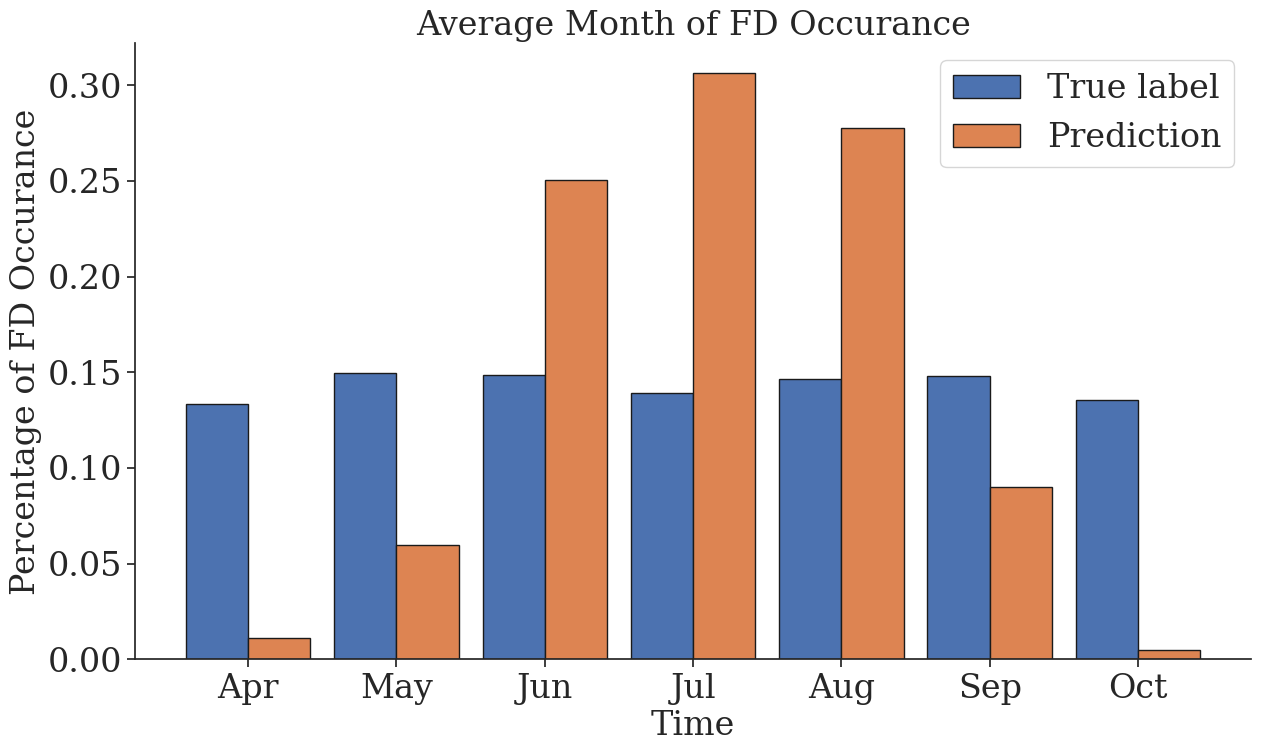 Average Month of FD Occurance
True label
Prediction
Percentage of FD Occurance
0.30
0.25
0.20
0.15
0.10
0.05
0.00
Apr May Jun Jul Aug Sep Oct
Time